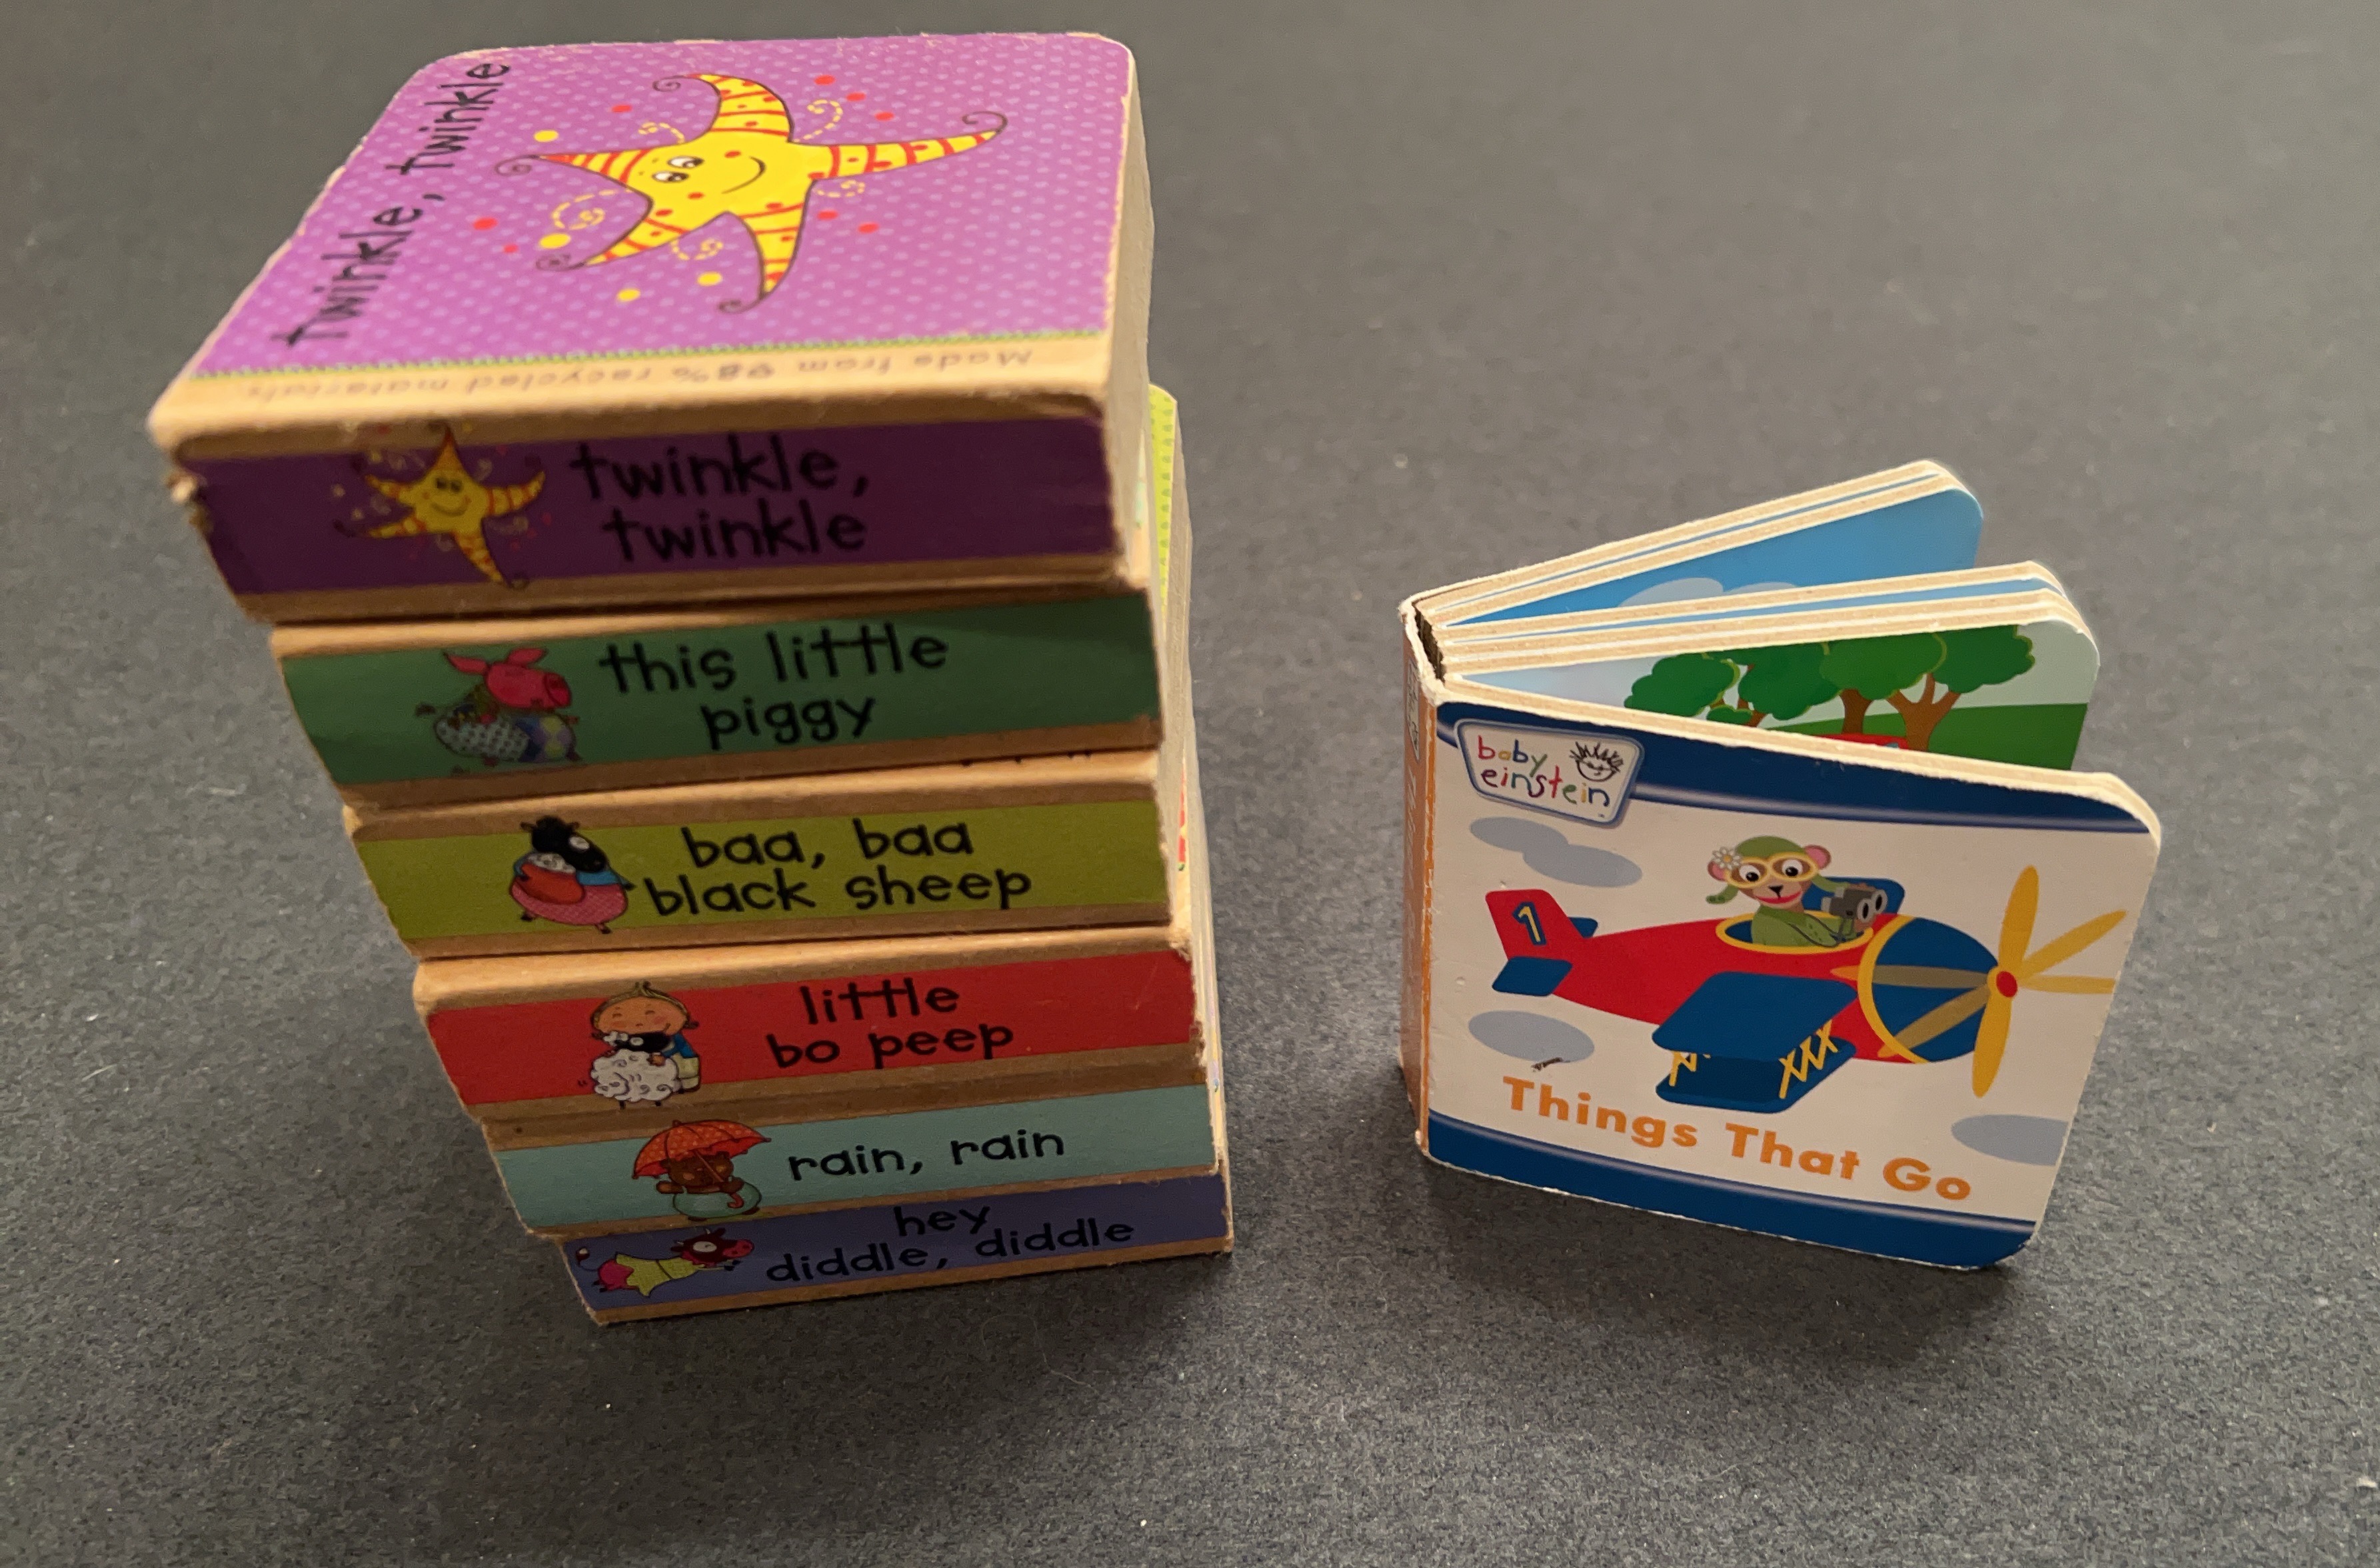 twinkle, twinkle
Made from 98% recycled materials
twinkle,
twinkle
this little
piggy
baa, baa
black sheep
little
bo peep
rain, rain
hey
diddle, diddle
baby
einstein
1
Things That Go